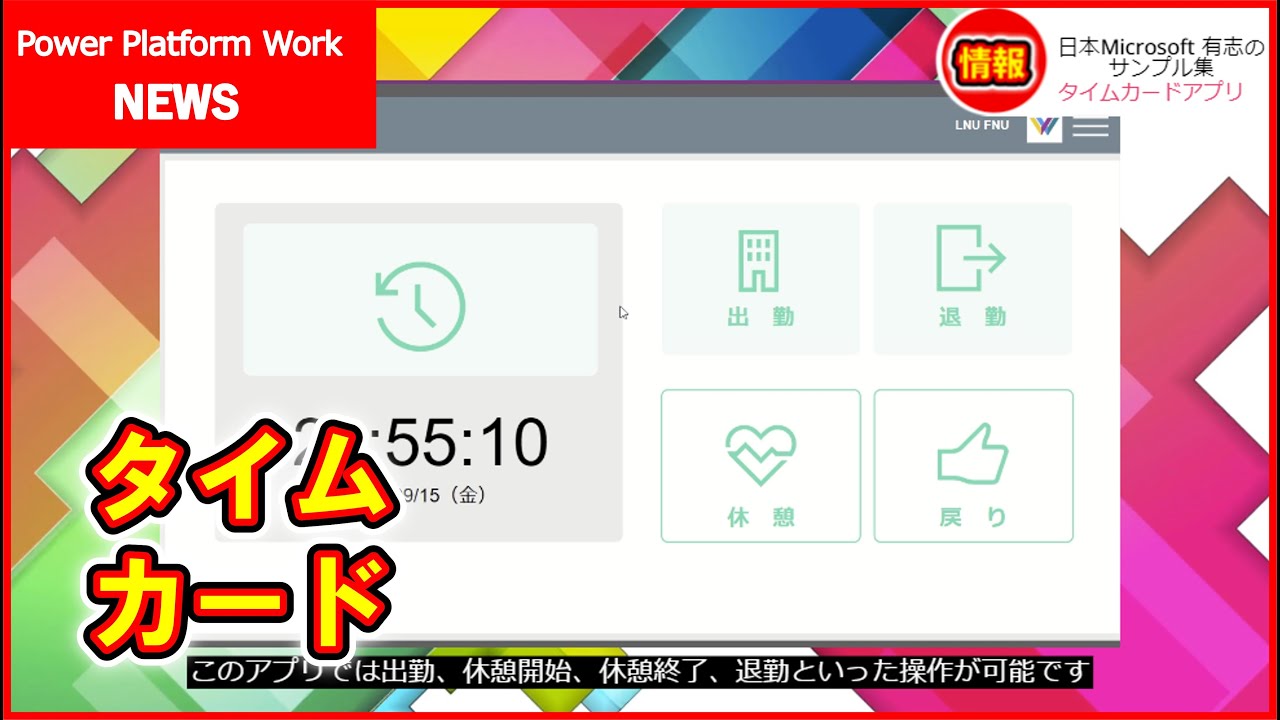 Power Platform Work
NEWS
情報
日本Microsoft 有志の
サンプル集
タイムカードアプリ
LNU FNU
出 勤
退 勤
:55:10
09/15（金）
休 憩
戻 り
タイム
カード
このアプリでは出勤、休憩開始、休憩終了、退勤といった操作が可能です